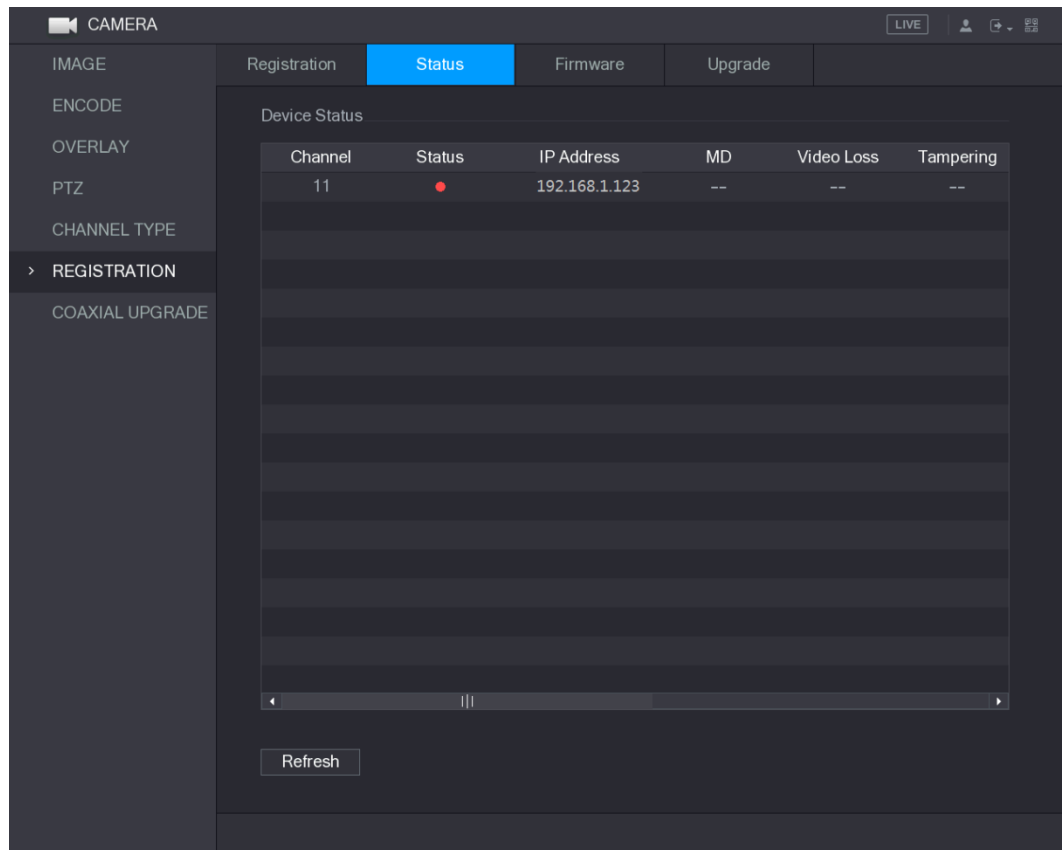 CAMERA LIVE
IMAGE
ENCODE
OVERLAY
PTZ
CHANNEL TYPE
> REGISTRATION
COAXIAL UPGRADE
Registration Status Firmware Upgrade
Device Status
Channel Status IP Address MD Video Loss Tampering
11 192.168.1.123 -- -- --
Refresh